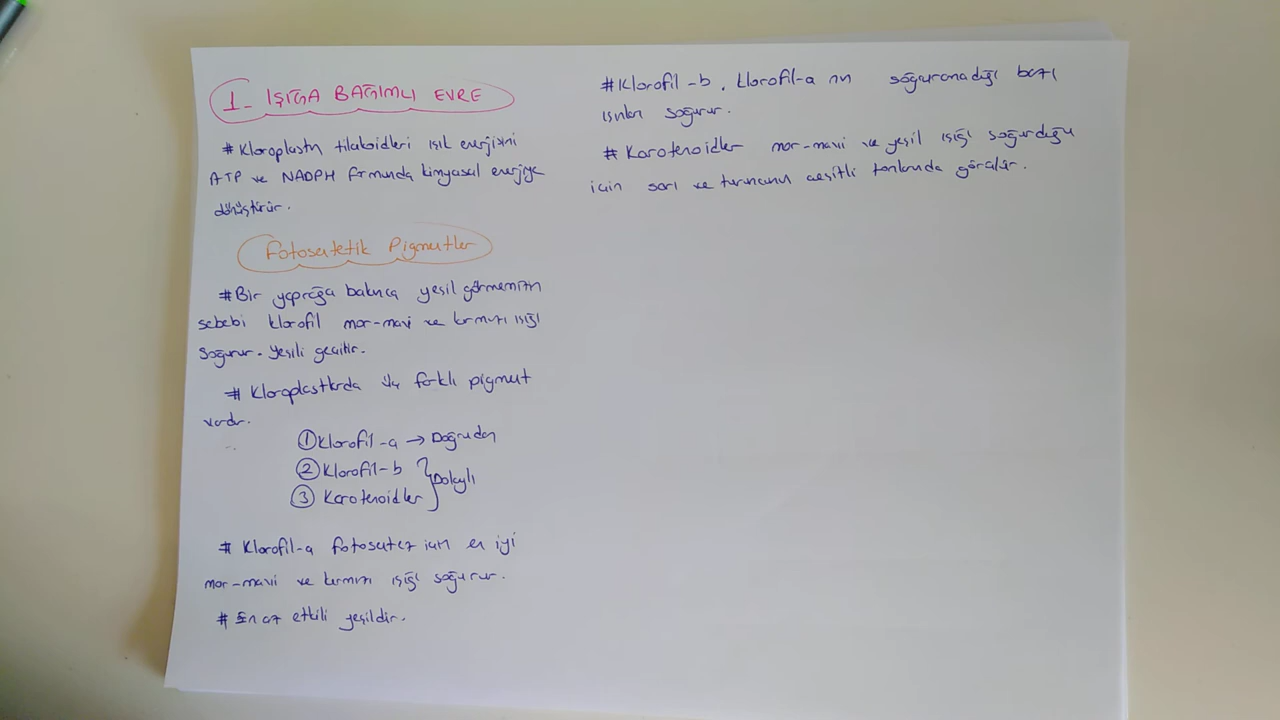 1- IŞIĞA BAĞIMLI EVRE
# Kloroplastın tilakoidleri ışık enerjisini
ATP ve NADPH formunda kimyasal enerjiye
dönüştürür.
Fotosentetik Pigmentler
# Bir yaprağa bakınca yeşil görmemizin
sebebi klorofil mor-mavi ve kırmızı ışığı
soğurur. Yeşili geçirir.
# Kloroplastlarda üç farklı pigment
vardır.
① Klorofil-a → Doğrudan
② Klorofil-b
③ Karotenoidler } Dolaylı
# Klorofil-a fotosentez için en iyi
mor-mavi ve kırmızı ışığı soğurur.
# En az etkili yeşildir.
# Klorofil-b, klorofil-a nın soğuramadığı bazı
ışınları soğurur.
# Karotenoidler mor-mavi ve yeşil ışığı soğurduğu
için sarı ve turuncunun çeşitli tonlarında görülür.